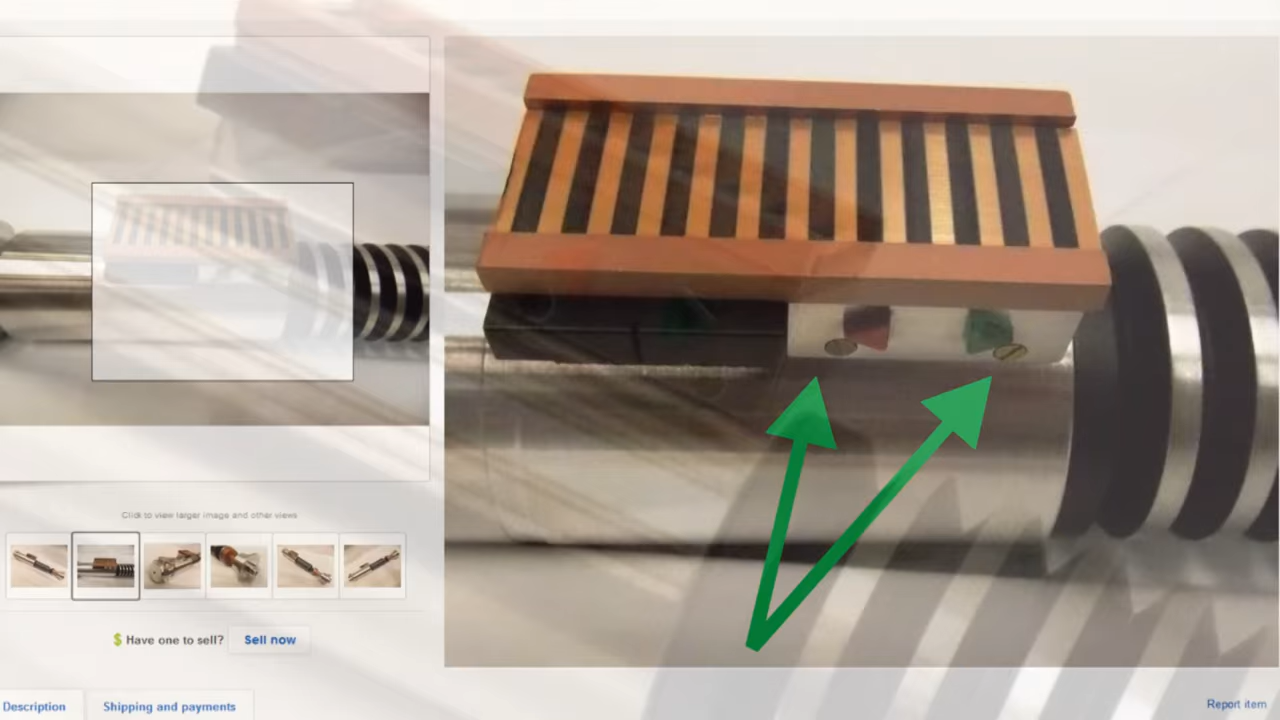 Click to view larger image and other views
$ Have one to sell? Sell now
Description
Shipping and payments
Report item